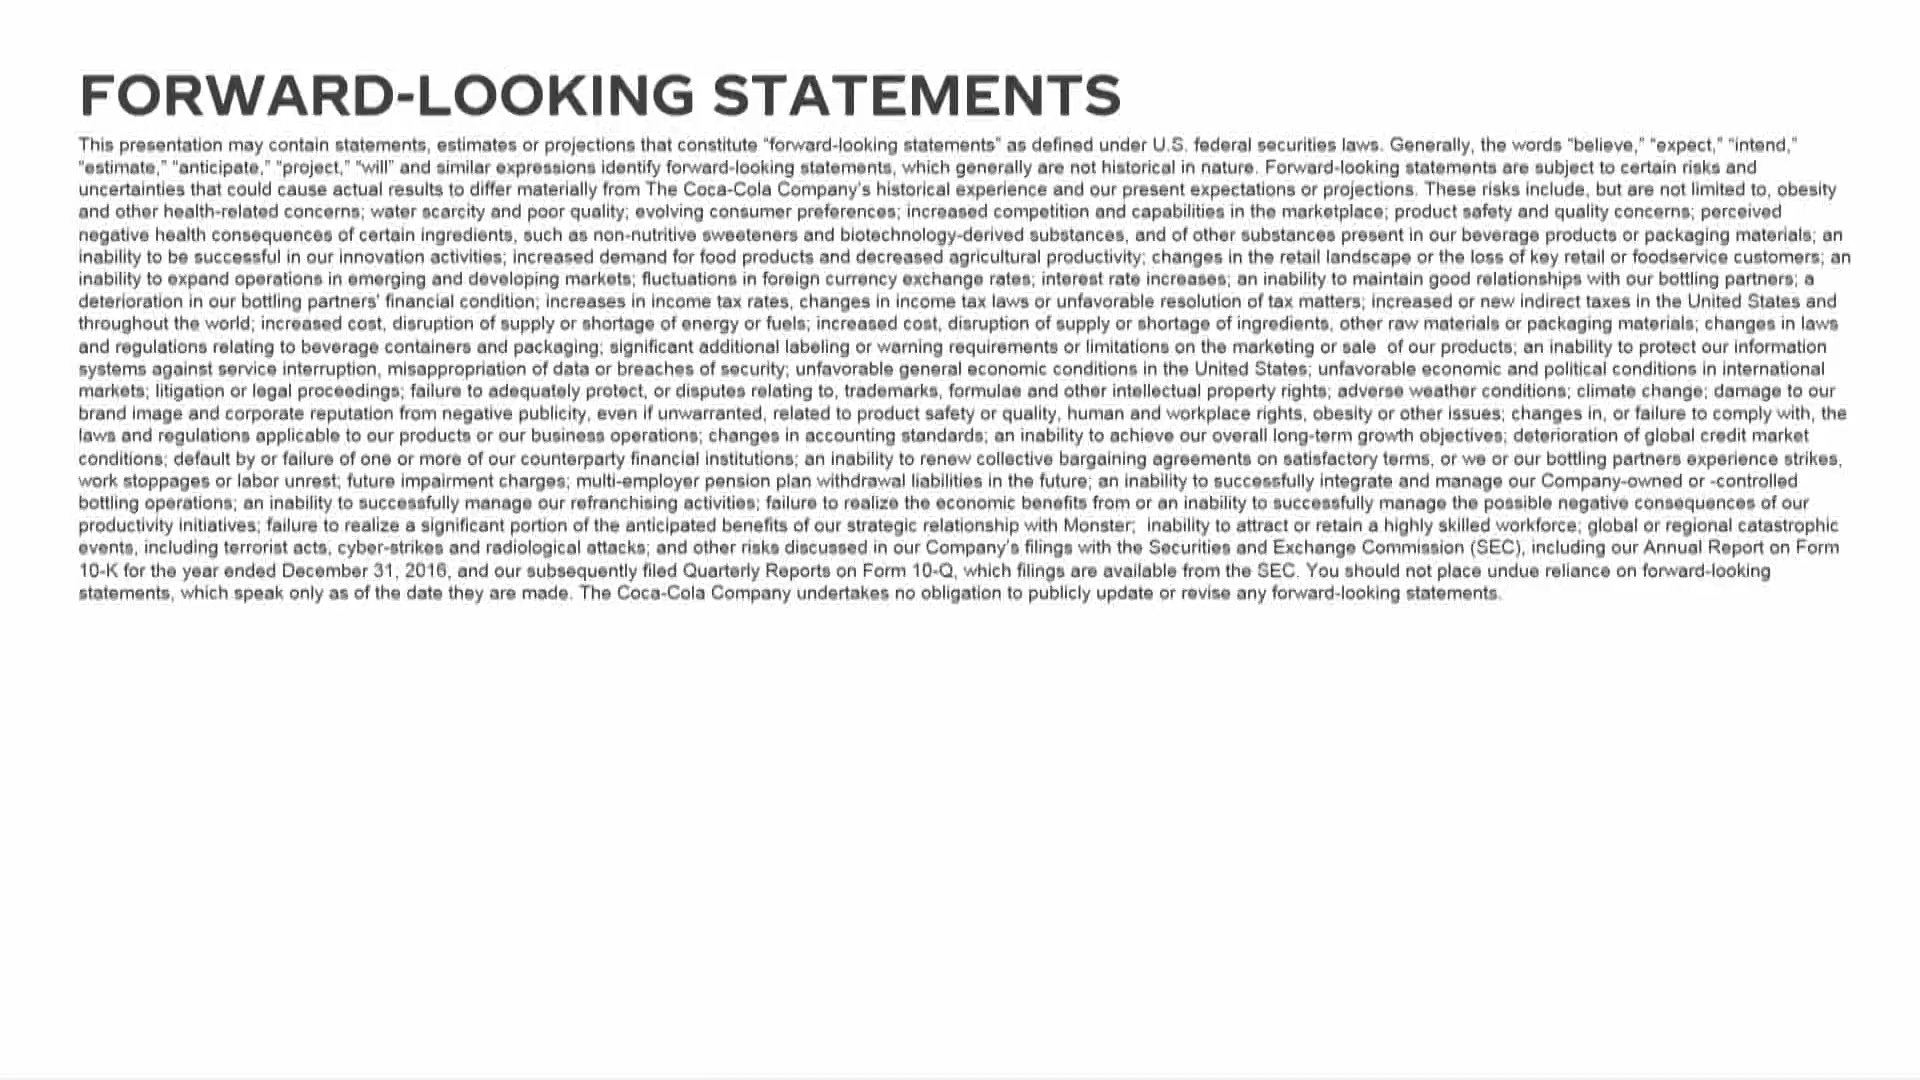 FORWARD-LOOKING STATEMENTS
This presentation may contain statements, estimates or projections that constitute “forward-looking statements” as defined under U.S. federal securities laws. Generally, the words “believe,” “expect,” “intend,”
“estimate,” “anticipate,” “project,” “will” and similar expressions identify forward-looking statements, which generally are not historical in nature. Forward-looking statements are subject to certain risks and
uncertainties that could cause actual results to differ materially from The Coca-Cola Company’s historical experience and our present expectations or projections. These risks include, but are not limited to, obesity
and other health-related concerns; water scarcity and poor quality; evolving consumer preferences; increased competition and capabilities in the marketplace; product safety and quality concerns; perceived
negative health consequences of certain ingredients, such as non-nutritive sweeteners and biotechnology-derived substances, and of other substances present in our beverage products or packaging materials; an
inability to be successful in our innovation activities; increased demand for food products and decreased agricultural productivity; changes in the retail landscape or the loss of key retail or foodservice customers; an
inability to expand operations in emerging and developing markets; fluctuations in foreign currency exchange rates; interest rate increases; an inability to maintain good relationships with our bottling partners; a
deterioration in our bottling partners’ financial condition; increases in income tax rates, changes in income tax laws or unfavorable resolution of tax matters; increased or new indirect taxes in the United States and
throughout the world; increased cost, disruption of supply or shortage of energy or fuels; increased cost, disruption of supply or shortage of ingredients, other raw materials or packaging materials; changes in laws
and regulations relating to beverage containers and packaging; significant additional labeling or warning requirements or limitations on the marketing or sale of our products; an inability to protect our information
systems against service interruption, misappropriation of data or breaches of security; unfavorable general economic conditions in the United States; unfavorable economic and political conditions in international
markets; litigation or legal proceedings; failure to adequately protect, or disputes relating to, trademarks, formulae and other intellectual property rights; adverse weather conditions; climate change; damage to our
brand image and corporate reputation from negative publicity, even if unwarranted, related to product safety or quality, human and workplace rights, obesity or other issues; changes in, or failure to comply with, the
laws and regulations applicable to our products or our business operations; changes in accounting standards; an inability to achieve our overall long-term growth objectives; deterioration of global credit market
conditions; default by or failure of one or more of our counterparty financial institutions; an inability to renew collective bargaining agreements on satisfactory terms, or we or our bottling partners experience strikes,
work stoppages or labor unrest; future impairment charges; multi-employer pension plan withdrawal liabilities in the future; an inability to successfully integrate and manage our Company-owned or -controlled
bottling operations; an inability to successfully manage our refranchising activities; failure to realize the economic benefits from or an inability to successfully manage the possible negative consequences of our
productivity initiatives; failure to realize a significant portion of the anticipated benefits of our strategic relationship with Monster; inability to attract or retain a highly skilled workforce; global or regional catastrophic
events, including terrorist acts, cyber-strikes and radiological attacks; and other risks discussed in our Company’s filings with the Securities and Exchange Commission (SEC), including our Annual Report on Form
10-K for the year ended December 31, 2016, and our subsequently filed Quarterly Reports on Form 10-Q, which filings are available from the SEC. You should not place undue reliance on forward-looking
statements, which speak only as of the date they are made. The Coca-Cola Company undertakes no obligation to publicly update or revise any forward-looking statements.